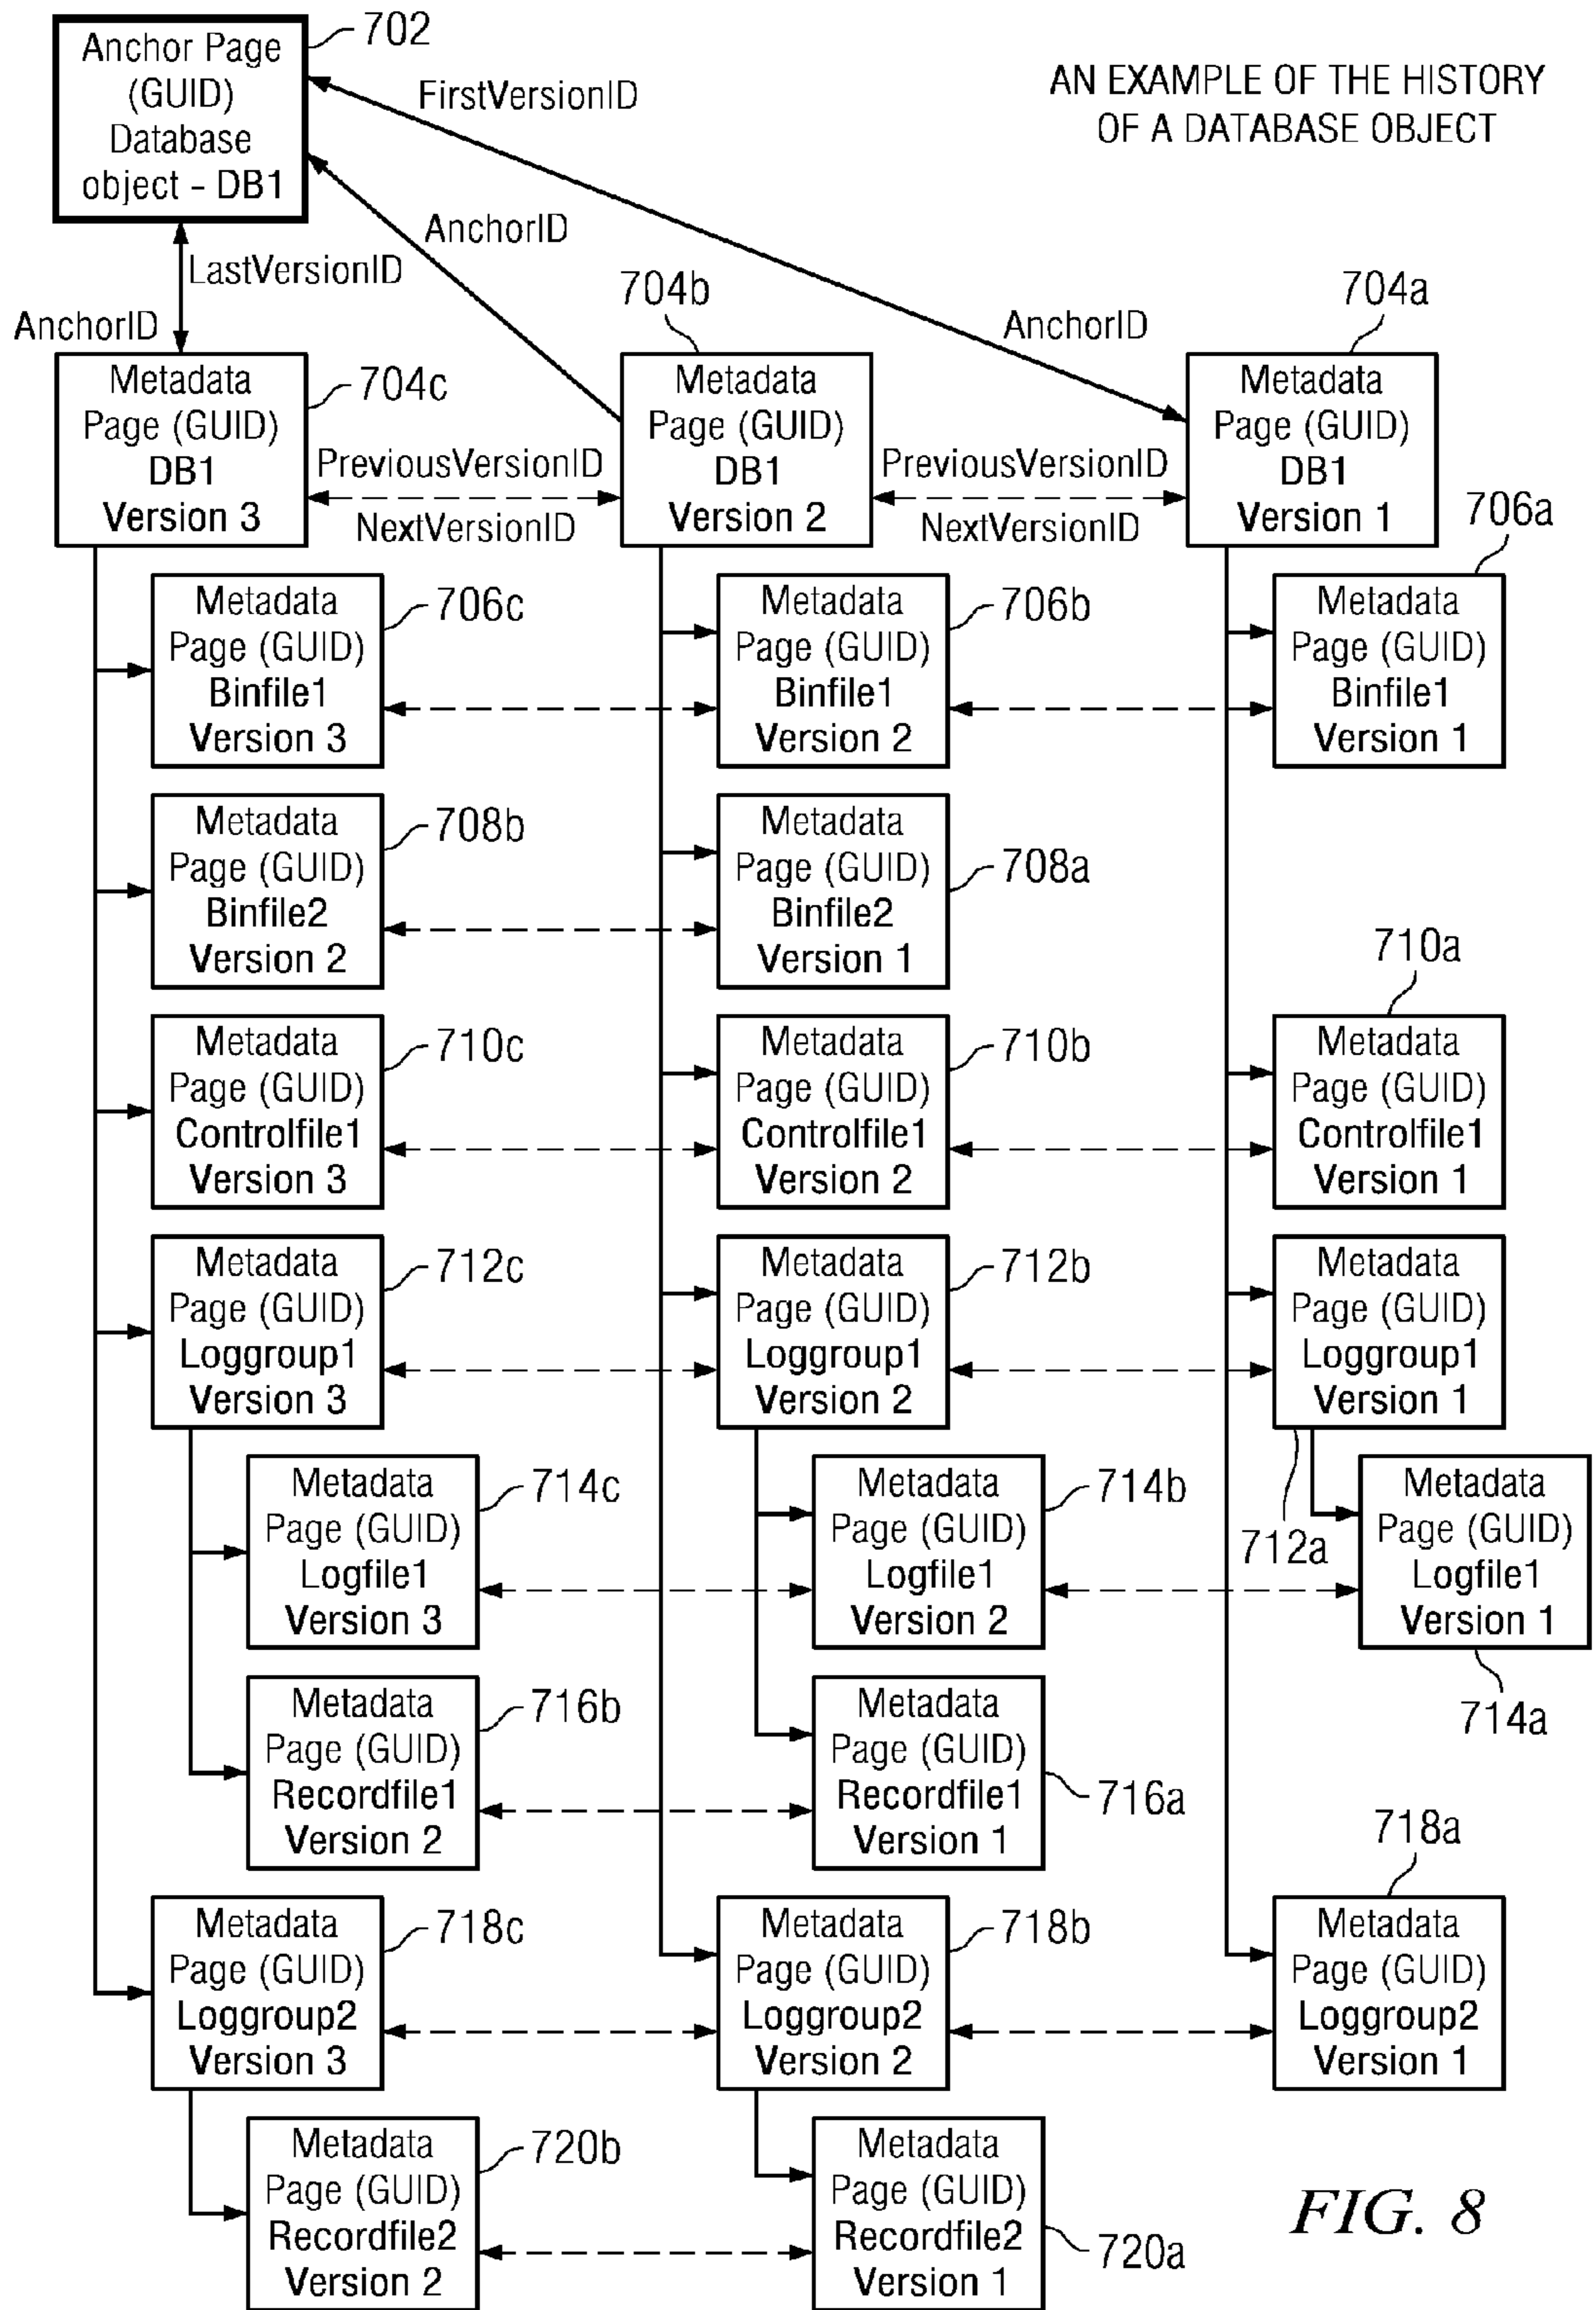 702
Anchor Page
(GUID)
Database
object - DB1
AN EXAMPLE OF THE HISTORY
OF A DATABASE OBJECT
FirstVersionID
AnchorID
LastVersionID
AnchorID
AnchorID
704c
Metadata
Page (GUID)
DB1
Version 3
PreviousVersionID
NextVersionID
704b
Metadata
Page (GUID)
DB1
Version 2
PreviousVersionID
NextVersionID
704a
Metadata
Page (GUID)
DB1
Version 1
706c
Metadata
Page (GUID)
Binfile1
Version 3
706b
Metadata
Page (GUID)
Binfile1
Version 2
706a
Metadata
Page (GUID)
Binfile1
Version 1
708b
Metadata
Page (GUID)
Binfile2
Version 2
708a
Metadata
Page (GUID)
Binfile2
Version 1
710c
Metadata
Page (GUID)
Controlfile1
Version 3
710b
Metadata
Page (GUID)
Controlfile1
Version 2
710a
Metadata
Page (GUID)
Controlfile1
Version 1
712c
Metadata
Page (GUID)
Loggroup1
Version 3
712b
Metadata
Page (GUID)
Loggroup1
Version 2
Metadata
Page (GUID)
Loggroup1
Version 1
712a
714c
Metadata
Page (GUID)
Logfile1
Version 3
714b
Metadata
Page (GUID)
Logfile1
Version 2
Metadata
Page (GUID)
Logfile1
Version 1
714a
716b
Metadata
Page (GUID)
Recordfile1
Version 2
Metadata
Page (GUID)
Recordfile1
Version 1
716a
718c
Metadata
Page (GUID)
Loggroup2
Version 3
718b
Metadata
Page (GUID)
Loggroup2
Version 2
718a
Metadata
Page (GUID)
Loggroup2
Version 1
720b
Metadata
Page (GUID)
Recordfile2
Version 2
Metadata
Page (GUID)
Recordfile2
Version 1
720a
FIG. 8